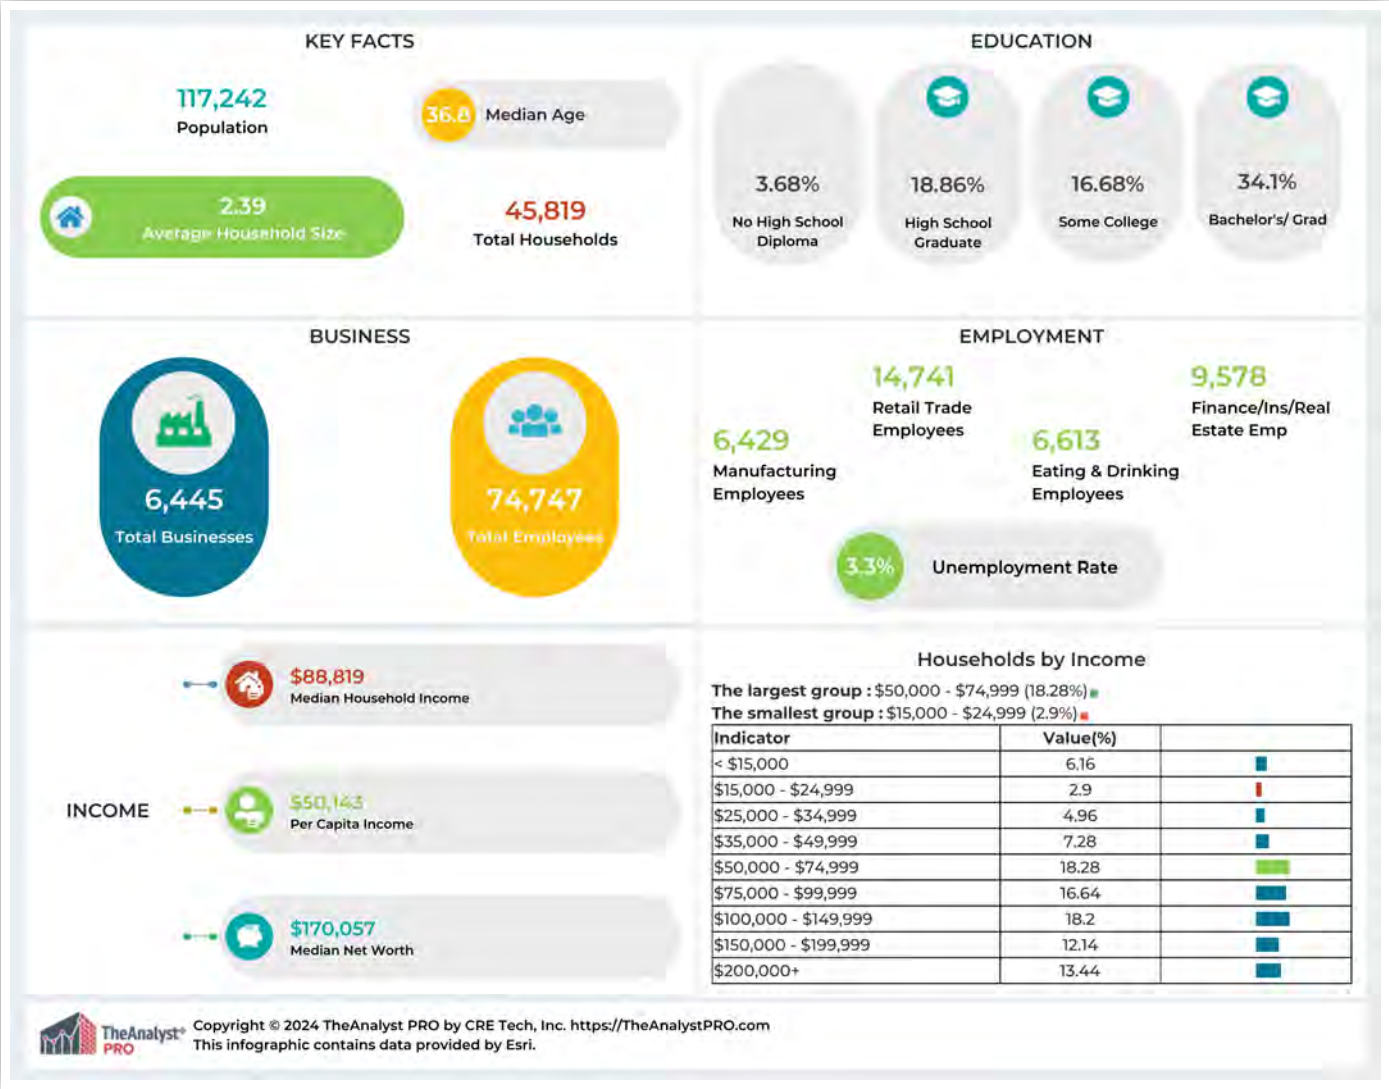 KEY FACTS
117,242
Population
36.8 Median Age
2.39
Average Household Size
45,819
Total Households
EDUCATION
3.68%
No High School
Diploma
18.86%
High School
Graduate
16.68%
Some College
34.1%
Bachelor's/ Grad
BUSINESS
6,445
Total Businesses
74,747
Total Employees
EMPLOYMENT
6,429
Manufacturing
Employees
14,741
Retail Trade
Employees
6,613
Eating & Drinking
Employees
9,578
Finance/Ins/Real
Estate Emp
3.3% Unemployment Rate
INCOME
$88,819
Median Household Income
$50,143
Per Capita Income
$170,057
Median Net Worth
Households by Income
The largest group : $50,000 - $74,999 (18.28%)
The smallest group : $15,000 - $24,999 (2.9%)
Indicator Value(%)
< $15,000 6.16
$15,000 - $24,999 2.9
$25,000 - $34,999 4.96
$35,000 - $49,999 7.28
$50,000 - $74,999 18.28
$75,000 - $99,999 16.64
$100,000 - $149,999 18.2
$150,000 - $199,999 12.14
$200,000+ 13.44
TheAnalyst®
PRO
Copyright © 2024 TheAnalyst PRO by CRE Tech, Inc. https://TheAnalystPRO.com
This infographic contains data provided by Esri.